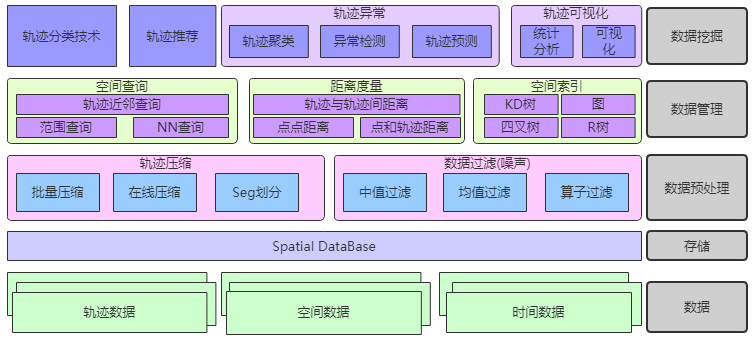 轨迹分类技术
轨迹推荐
轨迹异常
轨迹聚类
异常检测
轨迹预测
轨迹可视化
统计
分析
可视
化
数据挖掘
空间查询
轨迹近邻查询
范围查询
NN查询
距离度量
轨迹与轨迹间距离
点点距离
点和轨迹距离
空间索引
KD树
图
四叉树
R树
数据管理
轨迹压缩
批量压缩
在线压缩
Seg划分
数据过滤(噪声)
中值过滤
均值过滤
算子过滤
数据预处理
Spatial DataBase
存储
轨迹数据
空间数据
时间数据
数据